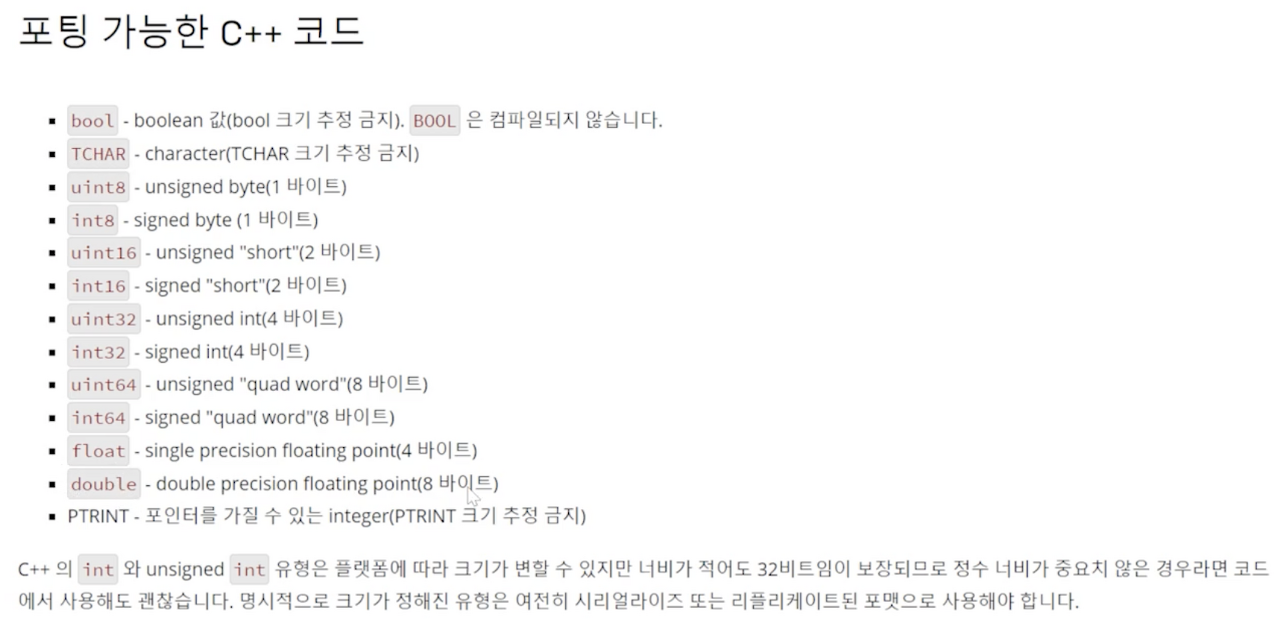 포팅 가능한 C++ 코드
bool - boolean 값(bool 크기 추정 금지). BOOL 은 컴파일되지 않습니다.
TCHAR - character(TCHAR 크기 추정 금지)
uint8 - unsigned byte(1 바이트)
int8 - signed byte (1 바이트)
uint16 - unsigned "short"(2 바이트)
int16 - signed "short"(2 바이트)
uint32 - unsigned int(4 바이트)
int32 - signed int(4 바이트)
uint64 - unsigned "quad word"(8 바이트)
int64 - signed "quad word"(8 바이트)
float - single precision floating point(4 바이트)
double - double precision floating point(8 바이트)
PTRINT - 포인터를 가질 수 있는 integer(PTRINT 크기 추정 금지)
C++ 의 int 와 unsigned int 유형은 플랫폼에 따라 크기가 변할 수 있지만 너비가 적어도 32비트임이 보장되므로 정수 너비가 중요치 않은 경우라면 코드
에서 사용해도 괜찮습니다. 명시적으로 크기가 정해진 유형은 여전히 시리얼라이즈 또는 리플리케이트된 포맷으로 사용해야 합니다.